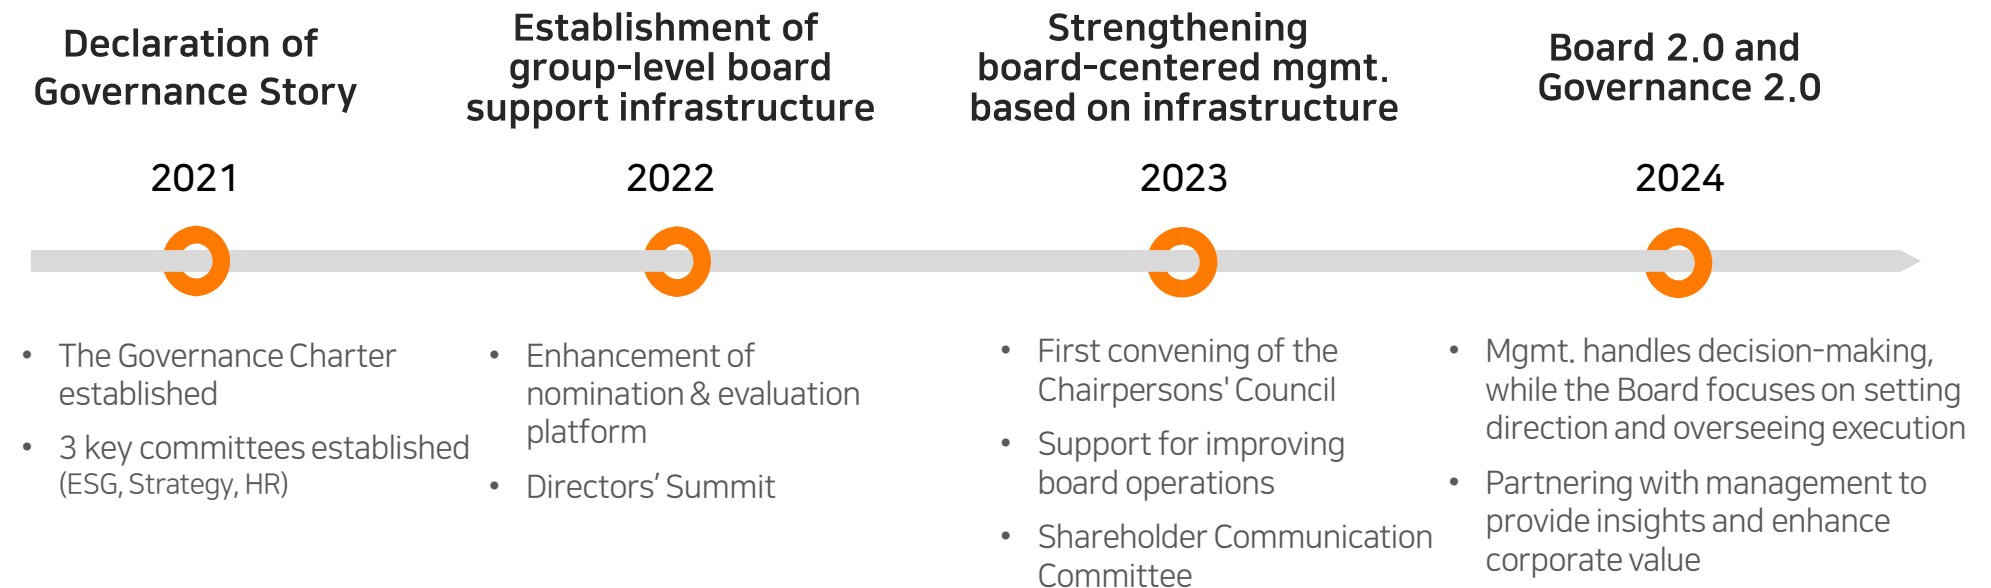 Declaration of
Governance Story
2021
• The Governance Charter
established
• 3 key committees established
(ESG, Strategy, HR)
Establishment of
group-level board
support infrastructure
2022
• Enhancement of
nomination & evaluation
platform
• Directors’ Summit
Strengthening
board-centered mgmt.
based on infrastructure
2023
• First convening of the
Chairpersons' Council
• Support for improving
board operations
• Shareholder Communication
Committee
Board 2.0 and
Governance 2.0
2024
• Mgmt. handles decision-making,
while the Board focuses on setting
direction and overseeing execution
• Partnering with management to
provide insights and enhance
corporate value